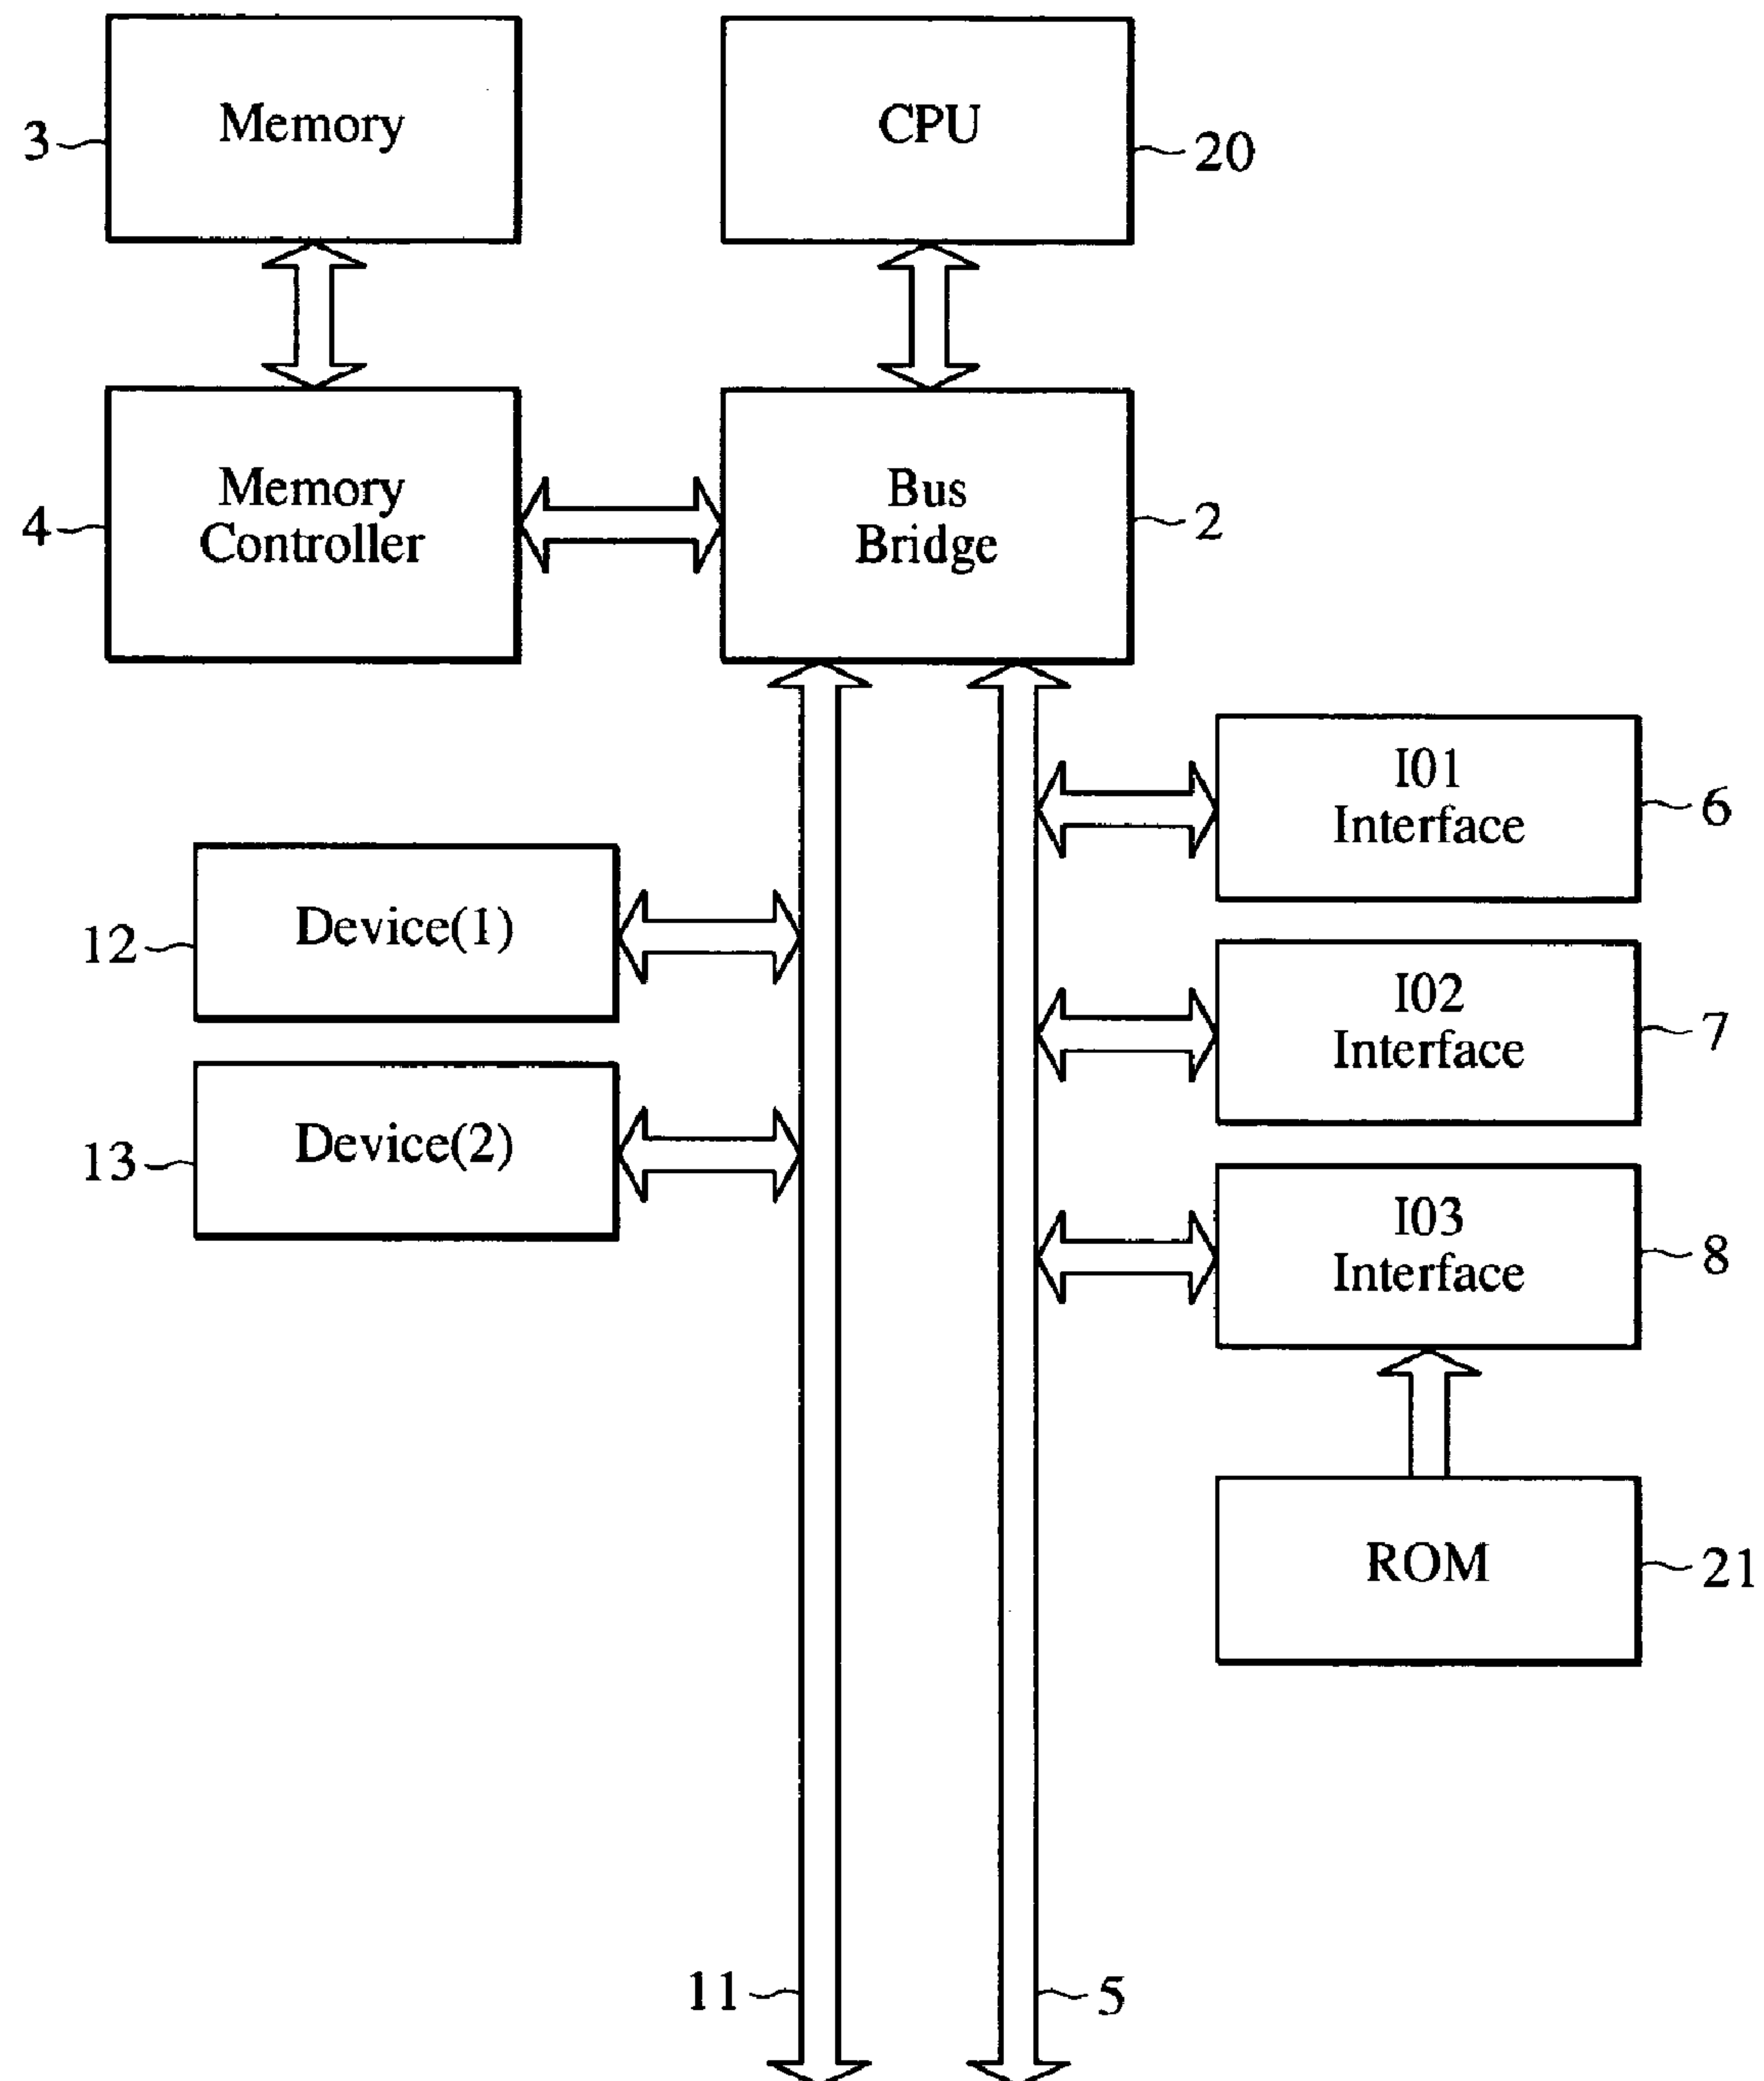 Memory
3
CPU
20
Memory
Controller
4
Bus
Bridge
2
I01
Interface
6
Device(1)
12
I02
Interface
7
Device(2)
13
I03
Interface
8
ROM
21
11
5